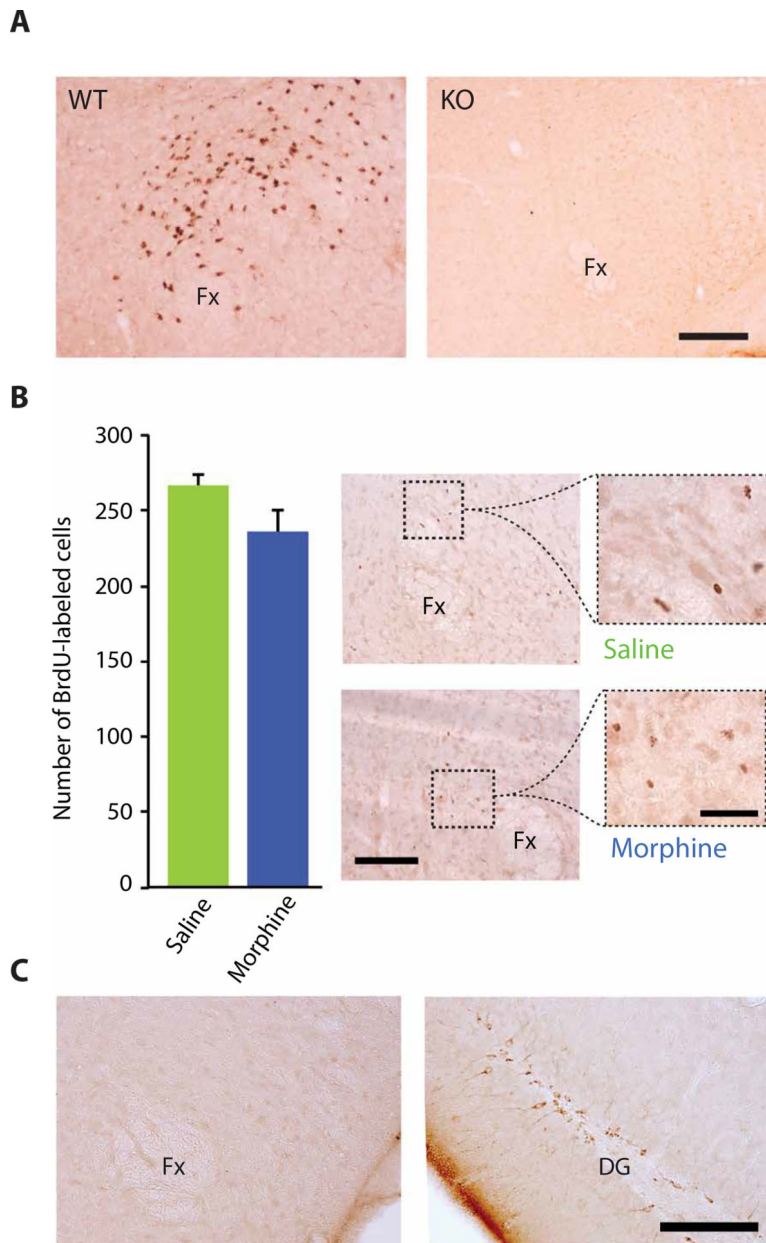 A
WT
KO
Fx
Fx
B
Number of BrdU-labeled cells
300
250
200
150
100
50
0
Saline
Morphine
Fx
Saline
Fx
Morphine
C
Fx
DG